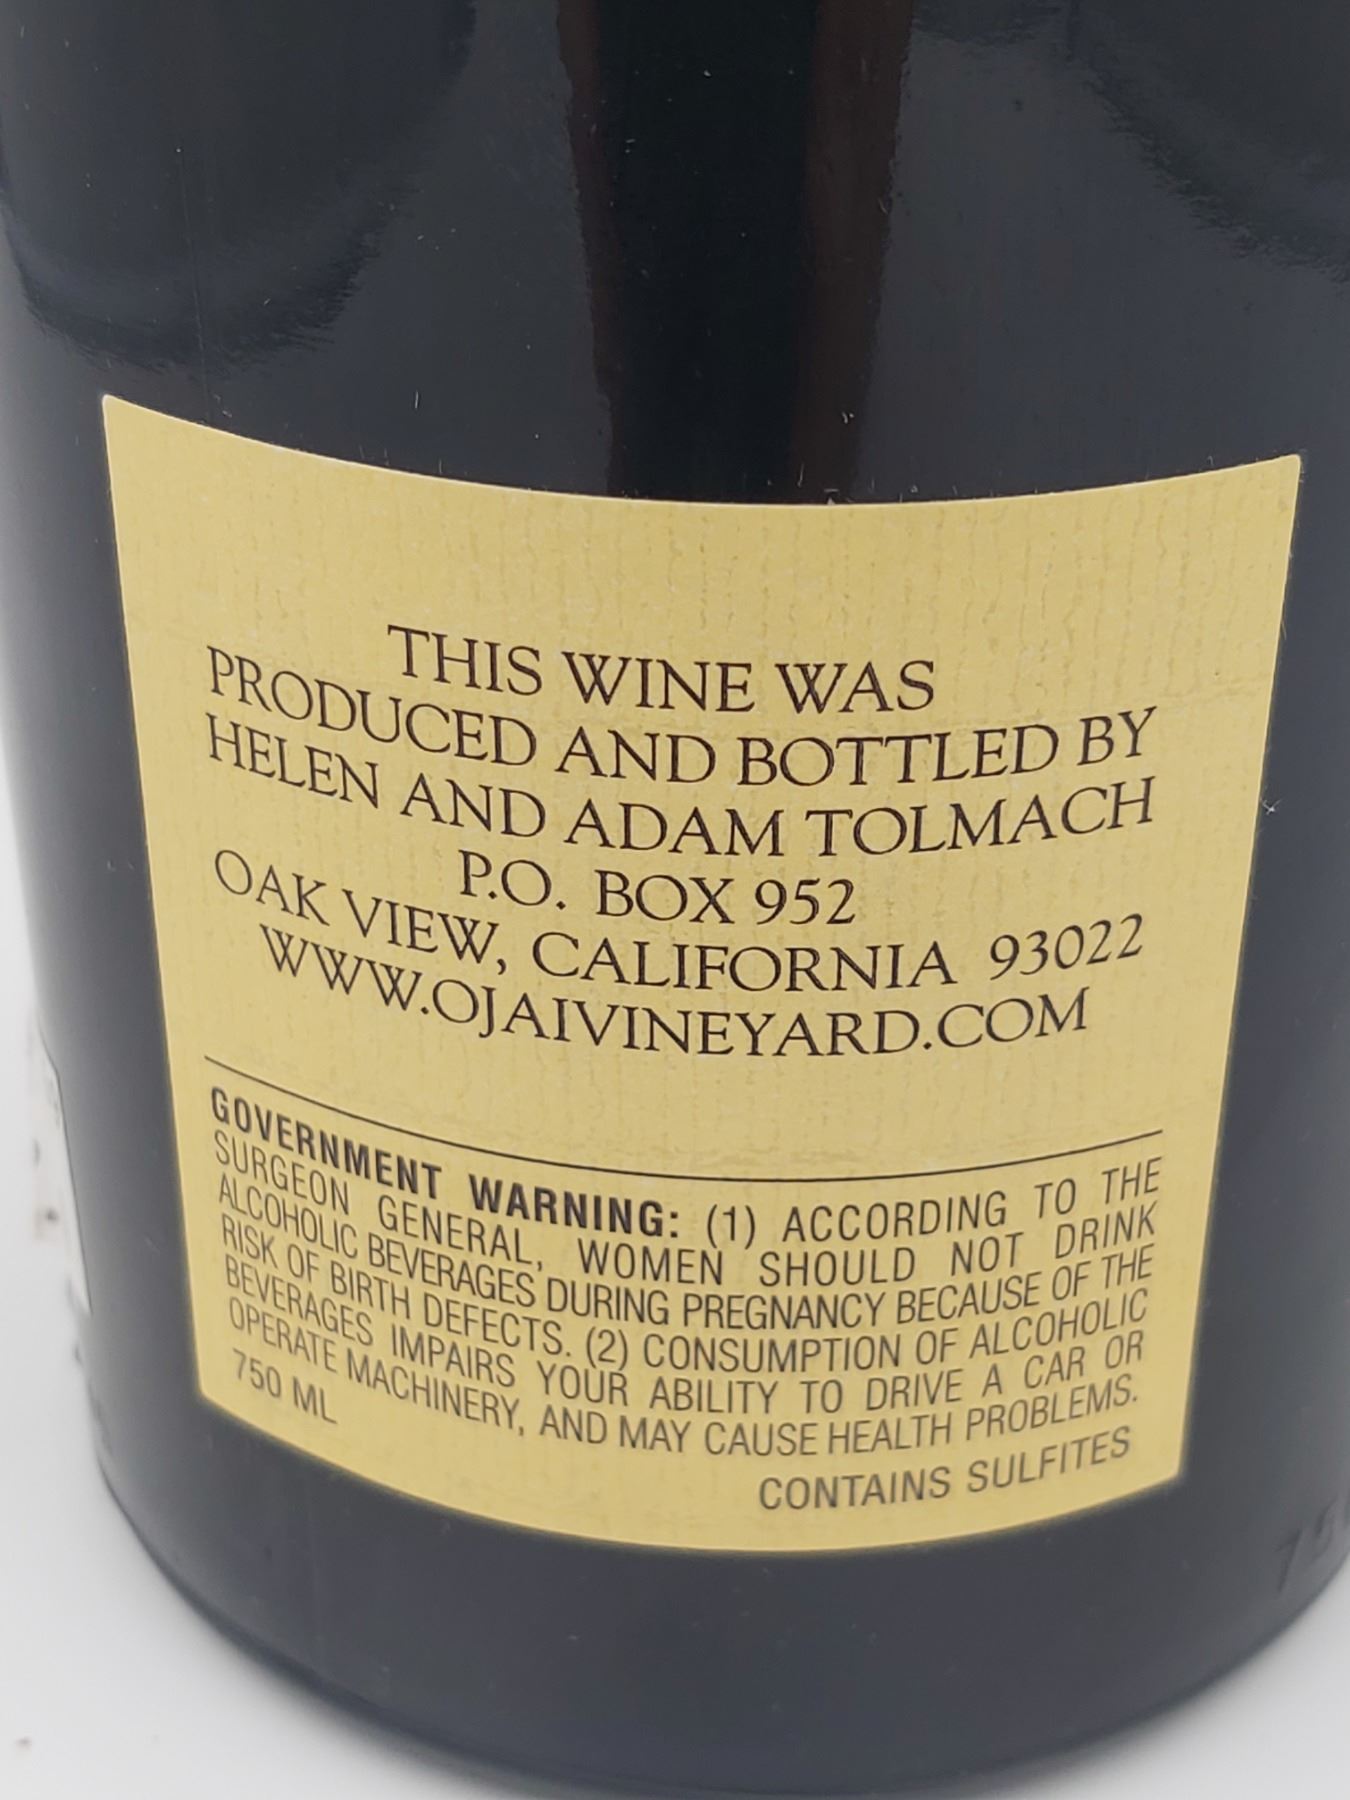 THIS WINE WAS
PRODUCED AND BOTTLED BY
HELEN AND ADAM TOLMACH
P.O. BOX 952
OAK VIEW, CALIFORNIA 93022
WWW.OJAIVINEYARD.COM
GOVERNMENT WARNING: (1) ACCORDING TO THE
SURGEON GENERAL, WOMEN SHOULD NOT DRINK
ALCOHOLIC BEVERAGES DURING PREGNANCY BECAUSE OF THE
RISK OF BIRTH DEFECTS. (2) CONSUMPTION OF ALCOHOLIC
BEVERAGES IMPAIRS YOUR ABILITY TO DRIVE A CAR OR
OPERATE MACHINERY, AND MAY CAUSE HEALTH PROBLEMS.
750 ML
CONTAINS SULFITES